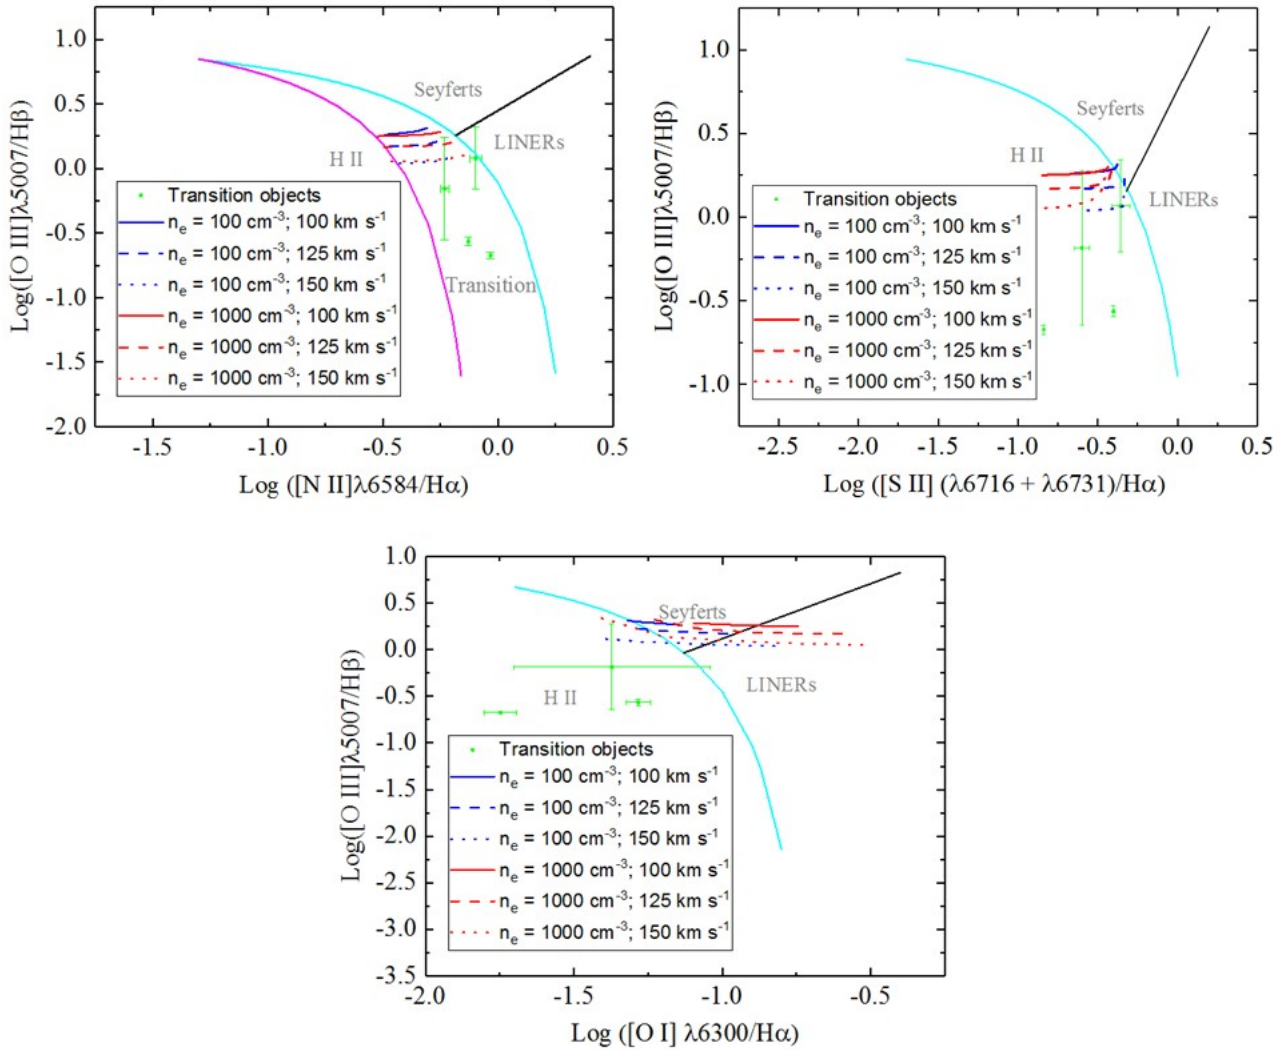 1.0
0.5
0.0
-0.5
-1.0
-1.5
-2.0
Log([O III]λ5007/Hβ)
Seyferts
LINERs
H II
Transition
Transition objects
nₑ = 100 cm⁻³; 100 km s⁻¹
nₑ = 100 cm⁻³; 125 km s⁻¹
nₑ = 100 cm⁻³; 150 km s⁻¹
nₑ = 1000 cm⁻³; 100 km s⁻¹
nₑ = 1000 cm⁻³; 125 km s⁻¹
nₑ = 1000 cm⁻³; 150 km s⁻¹
-1.5 -1.0 -0.5 0.0 0.5
Log ([N II]λ6584/Hα)
1.0
0.5
0.0
-0.5
-1.0
Log([O III]λ5007/Hβ)
Seyferts
H II
LINERs
Transition objects
nₑ = 100 cm⁻³; 100 km s⁻¹
nₑ = 100 cm⁻³; 125 km s⁻¹
nₑ = 100 cm⁻³; 150 km s⁻¹
nₑ = 1000 cm⁻³; 100 km s⁻¹
nₑ = 1000 cm⁻³; 125 km s⁻¹
nₑ = 1000 cm⁻³; 150 km s⁻¹
-2.5 -2.0 -1.5 -1.0 -0.5 0.0 0.5
Log ([S II] (λ6716 + λ6731)/Hα)
1.0
0.5
0.0
-0.5
-1.0
-1.5
-2.0
-2.5
-3.0
-3.5
Log([O III]λ5007/Hβ)
Seyferts
LINERs
H II
Transition objects
nₑ = 100 cm⁻³; 100 km s⁻¹
nₑ = 100 cm⁻³; 125 km s⁻¹
nₑ = 100 cm⁻³; 150 km s⁻¹
nₑ = 1000 cm⁻³; 100 km s⁻¹
nₑ = 1000 cm⁻³; 125 km s⁻¹
nₑ = 1000 cm⁻³; 150 km s⁻¹
-2.0 -1.5 -1.0 -0.5
Log ([O I] λ6300/Hα)